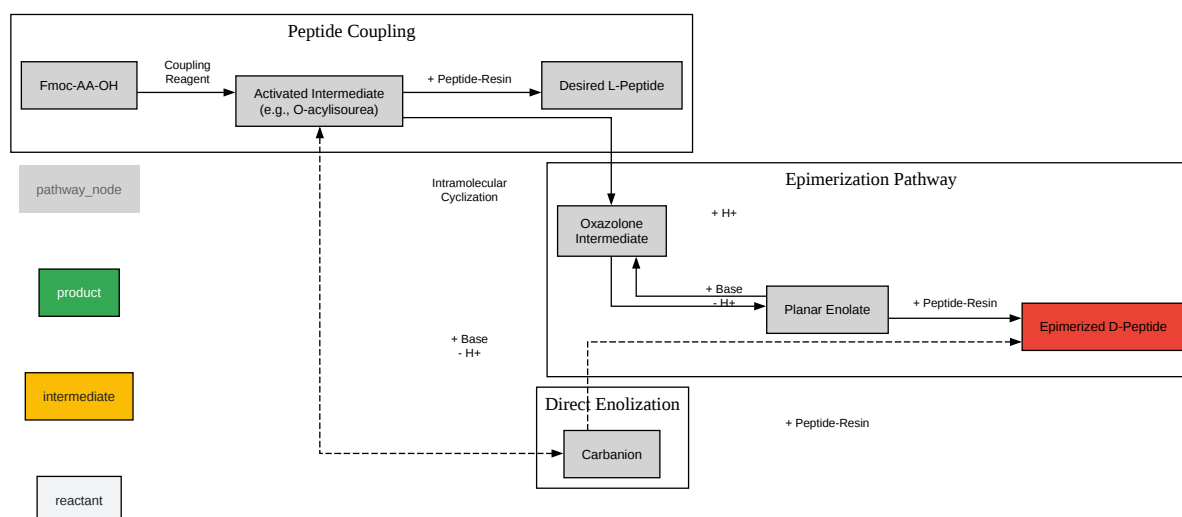 Peptide Coupling
Fmoc-AA-OH
Coupling
Reagent
Activated Intermediate
(e.g., O-acylisourea)
+ Peptide-Resin
Desired L-Peptide
pathway_node
Intramolecular
Cyclization
Epimerization Pathway
Oxazolone
Intermediate
+ H+
+ Base
- H+
Planar Enolate
+ Peptide-Resin
Epimerized D-Peptide
product
+ Base
- H+
intermediate
Direct Enolization
Carbanion
+ Peptide-Resin
reactant